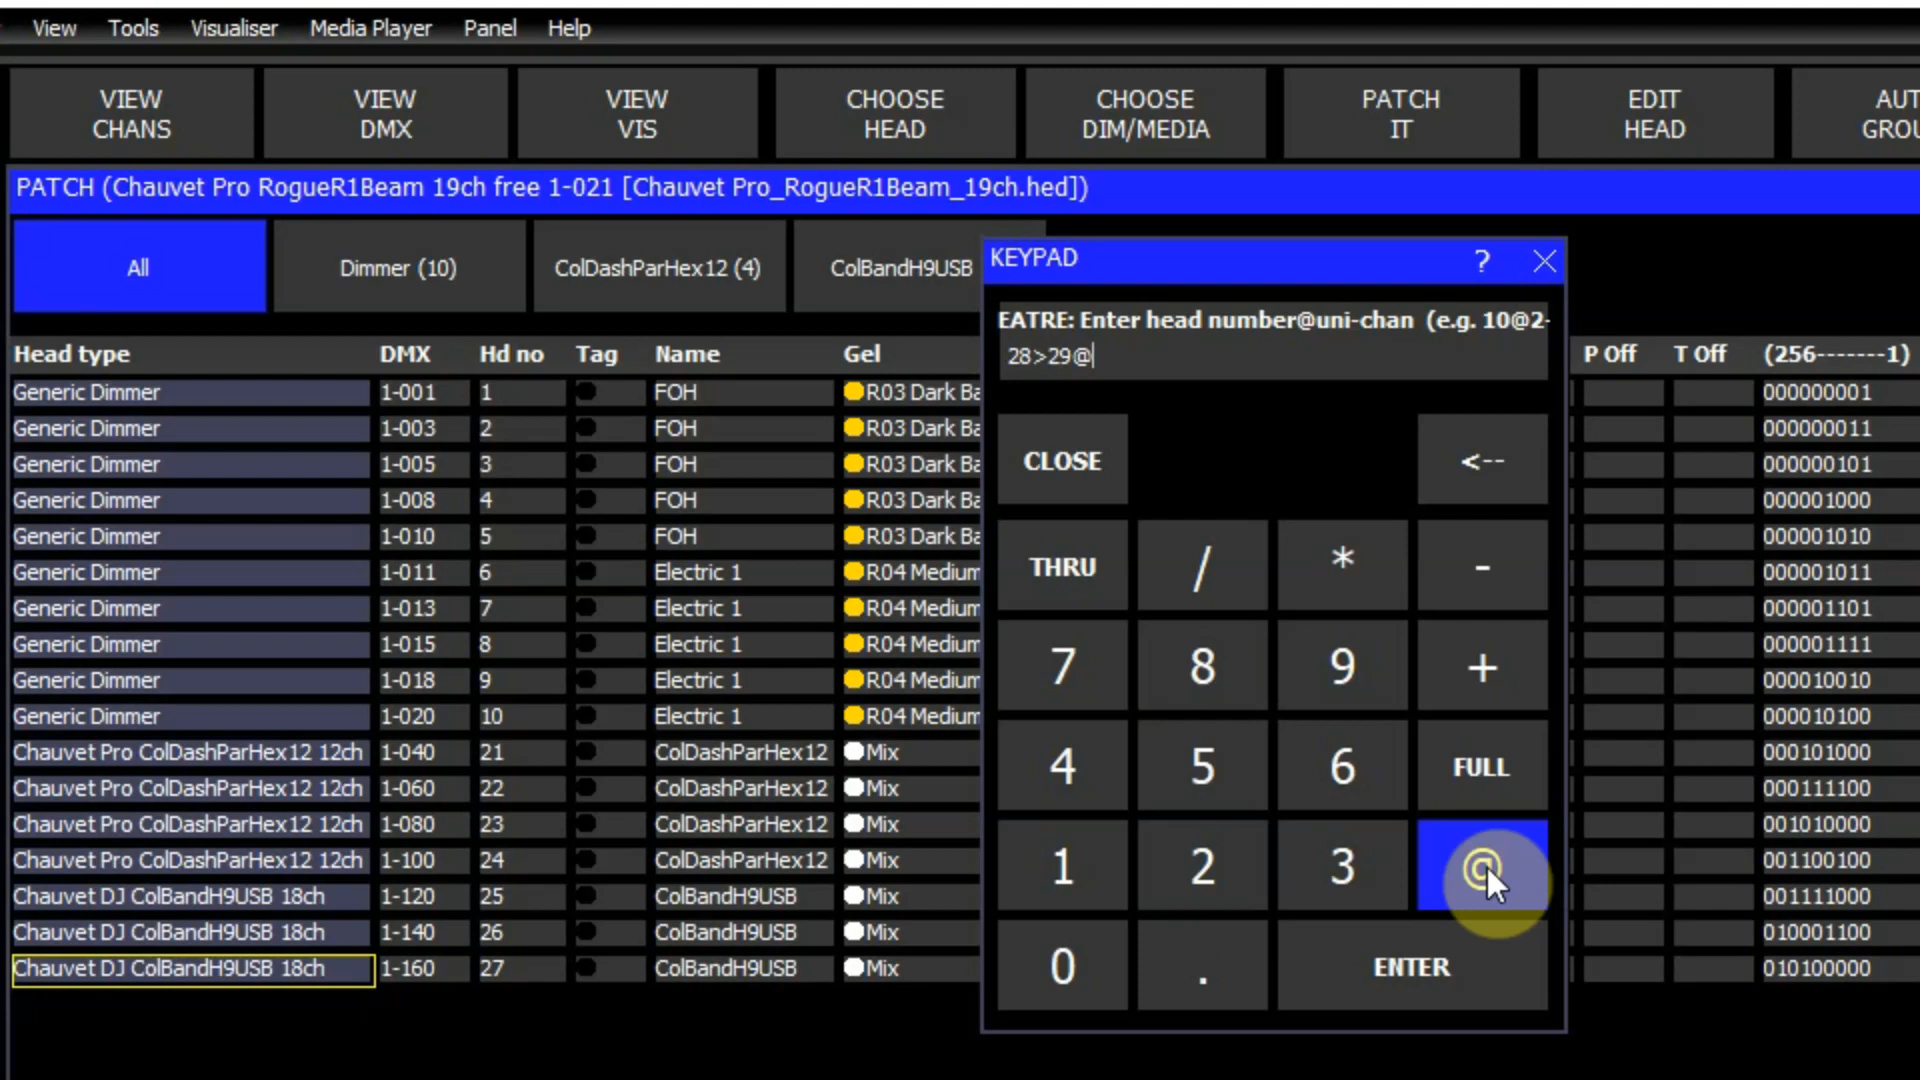 View Tools Visualiser Media Player Panel Help
VIEW CHANS
VIEW DMX
VIEW VIS
CHOOSE HEAD
CHOOSE DIM/MEDIA
PATCH IT
EDIT HEAD
PATCH (Chauvet Pro RogueR1Beam 19ch free 1-021 [Chauvet Pro_RogueR1Beam_19ch.hed])
All
Dimmer (10)
ColDashParHex12 (4)
ColBandH9USB
Head type DMX Hd no Tag Name Gel P Off T Off (256-------1)
Generic Dimmer 1-001 1 FOH R03 Dark Ba 000000001
Generic Dimmer 1-003 2 FOH R03 Dark Ba 000000011
Generic Dimmer 1-005 3 FOH R03 Dark Ba 000000101
Generic Dimmer 1-008 4 FOH R03 Dark Ba 000001000
Generic Dimmer 1-010 5 FOH R03 Dark Ba 000001010
Generic Dimmer 1-011 6 Electric 1 R04 Medium 000001011
Generic Dimmer 1-013 7 Electric 1 R04 Medium 000001101
Generic Dimmer 1-015 8 Electric 1 R04 Medium 000001111
Generic Dimmer 1-018 9 Electric 1 R04 Medium 000010010
Generic Dimmer 1-020 10 Electric 1 R04 Medium 000010100
Chauvet Pro ColDashParHex12 12ch 1-040 21 ColDashParHex12 Mix 000101000
Chauvet Pro ColDashParHex12 12ch 1-060 22 ColDashParHex12 Mix 000111100
Chauvet Pro ColDashParHex12 12ch 1-080 23 ColDashParHex12 Mix 001010000
Chauvet Pro ColDashParHex12 12ch 1-100 24 ColDashParHex12 Mix 001100100
Chauvet DJ ColBandH9USB 18ch 1-120 25 ColBandH9USB Mix 001111000
Chauvet DJ ColBandH9USB 18ch 1-140 26 ColBandH9USB Mix 010001100
Chauvet DJ ColBandH9USB 18ch 1-160 27 ColBandH9USB Mix 010100000
KEYPAD ?
EATRE: Enter head number@uni-chan (e.g. 10@2-
28>29@
CLOSE <--
THRU / * -
7 8 9 +
4 5 6 FULL
1 2 3 @
0 . ENTER